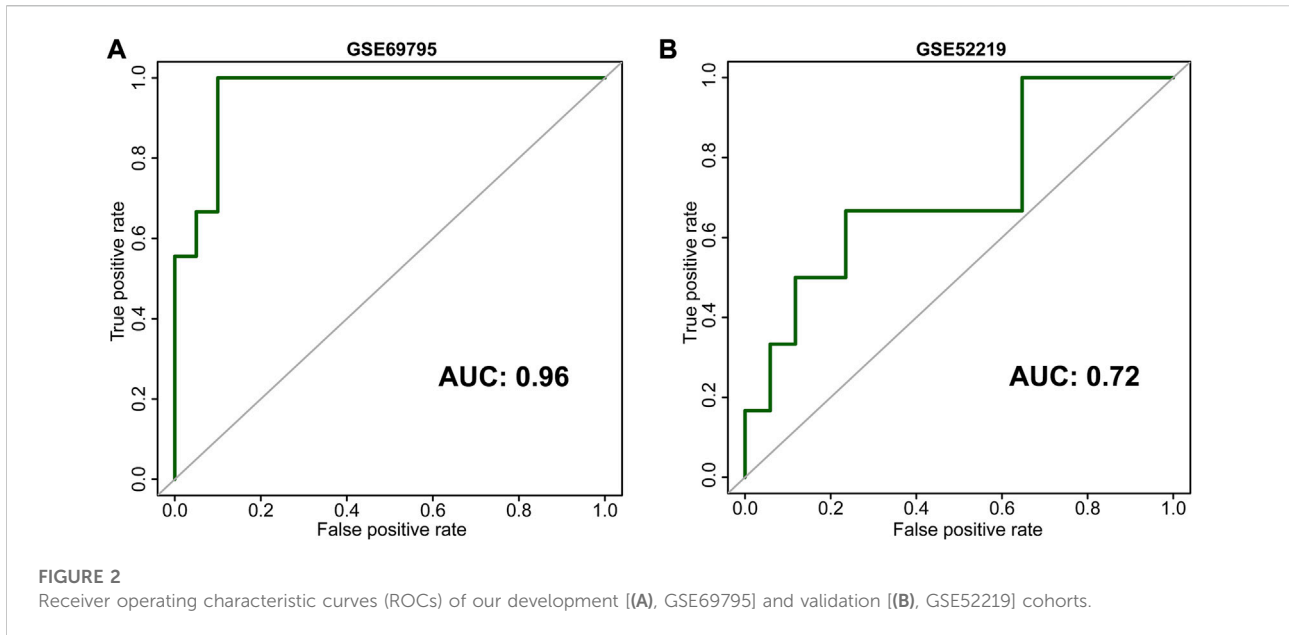 A
GSE69795
True positive rate
1.0
0.8
0.6
0.4
0.2
0.0
AUC: 0.96
0.0 0.2 0.4 0.6 0.8 1.0
False positive rate
B
GSE52219
True positive rate
1.0
0.8
0.6
0.4
0.2
0.0
AUC: 0.72
0.0 0.2 0.4 0.6 0.8 1.0
False positive rate
FIGURE 2
Receiver operating characteristic curves (ROCs) of our development [(A), GSE69795] and validation [(B), GSE52219] cohorts.